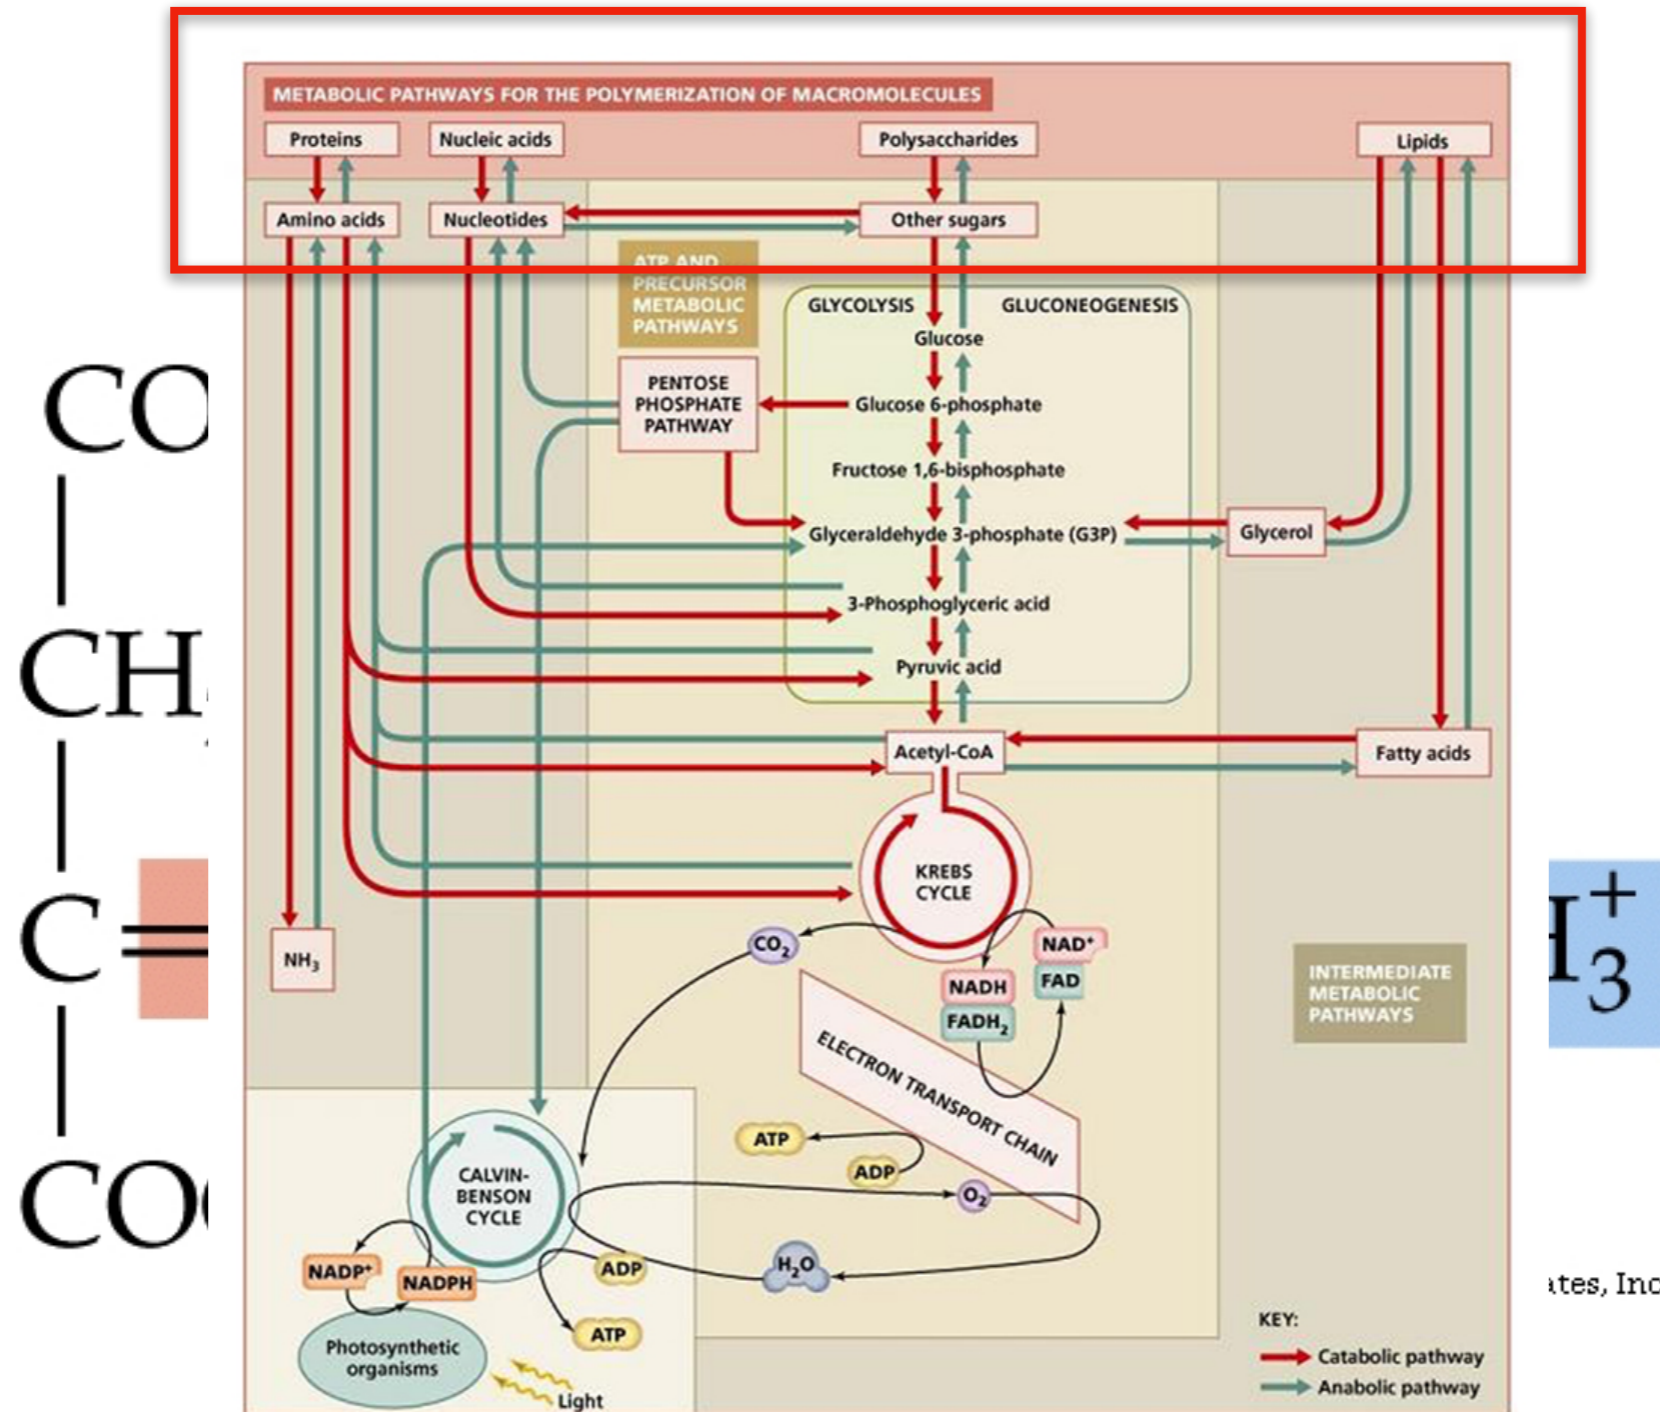 METABOLIC PATHWAYS FOR THE POLYMERIZATION OF MACROMOLECULES
Proteins
Nucleic acids
Polysaccharides
Lipids
Amino acids
Nucleotides
Other sugars
ATP AND
PRECURSOR
METABOLIC
PATHWAYS
GLYCOLYSIS
GLUCONEOGENESIS
Glucose
PENTOSE
PHOSPHATE
PATHWAY
Glucose 6-phosphate
Fructose 1,6-bisphosphate
Glyceraldehyde 3-phosphate (G3P)
Glycerol
3-Phosphoglyceric acid
Pyruvic acid
Acetyl-CoA
Fatty acids
KREBS
CYCLE
CO₂
NAD⁺
FAD
NADH
FADH₂
NH₃
INTERMEDIATE
METABOLIC
PATHWAYS
ELECTRON TRANSPORT CHAIN
ATP
ADP
O₂
CALVIN-
BENSON
CYCLE
H₂O
NADP⁺
NADPH
ADP
ATP
Photosynthetic
organisms
Light
KEY:
Catabolic pathway
Anabolic pathway
CO
CH
C
CO
H₃⁺
ates, Inc